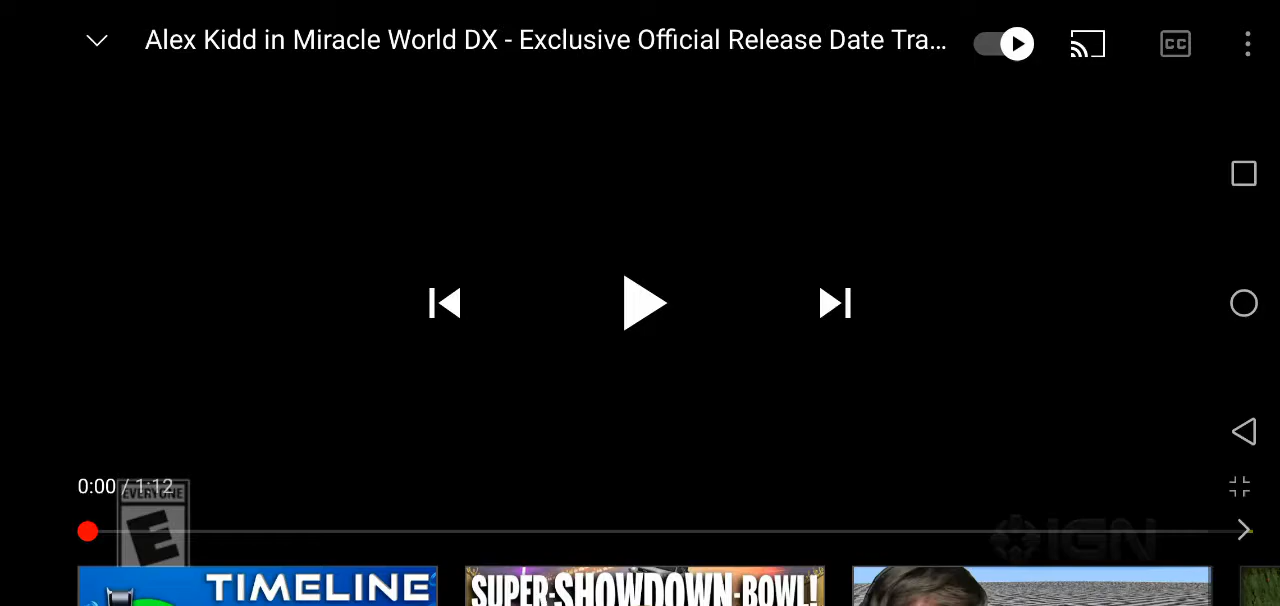 Alex Kidd in Miracle World DX - Exclusive Official Release Date Tra...
CC
0:00 / 1:12
EVERYONE
E
IGN
TIMELINE
SUPER-SHOWDOWN-BOWL!